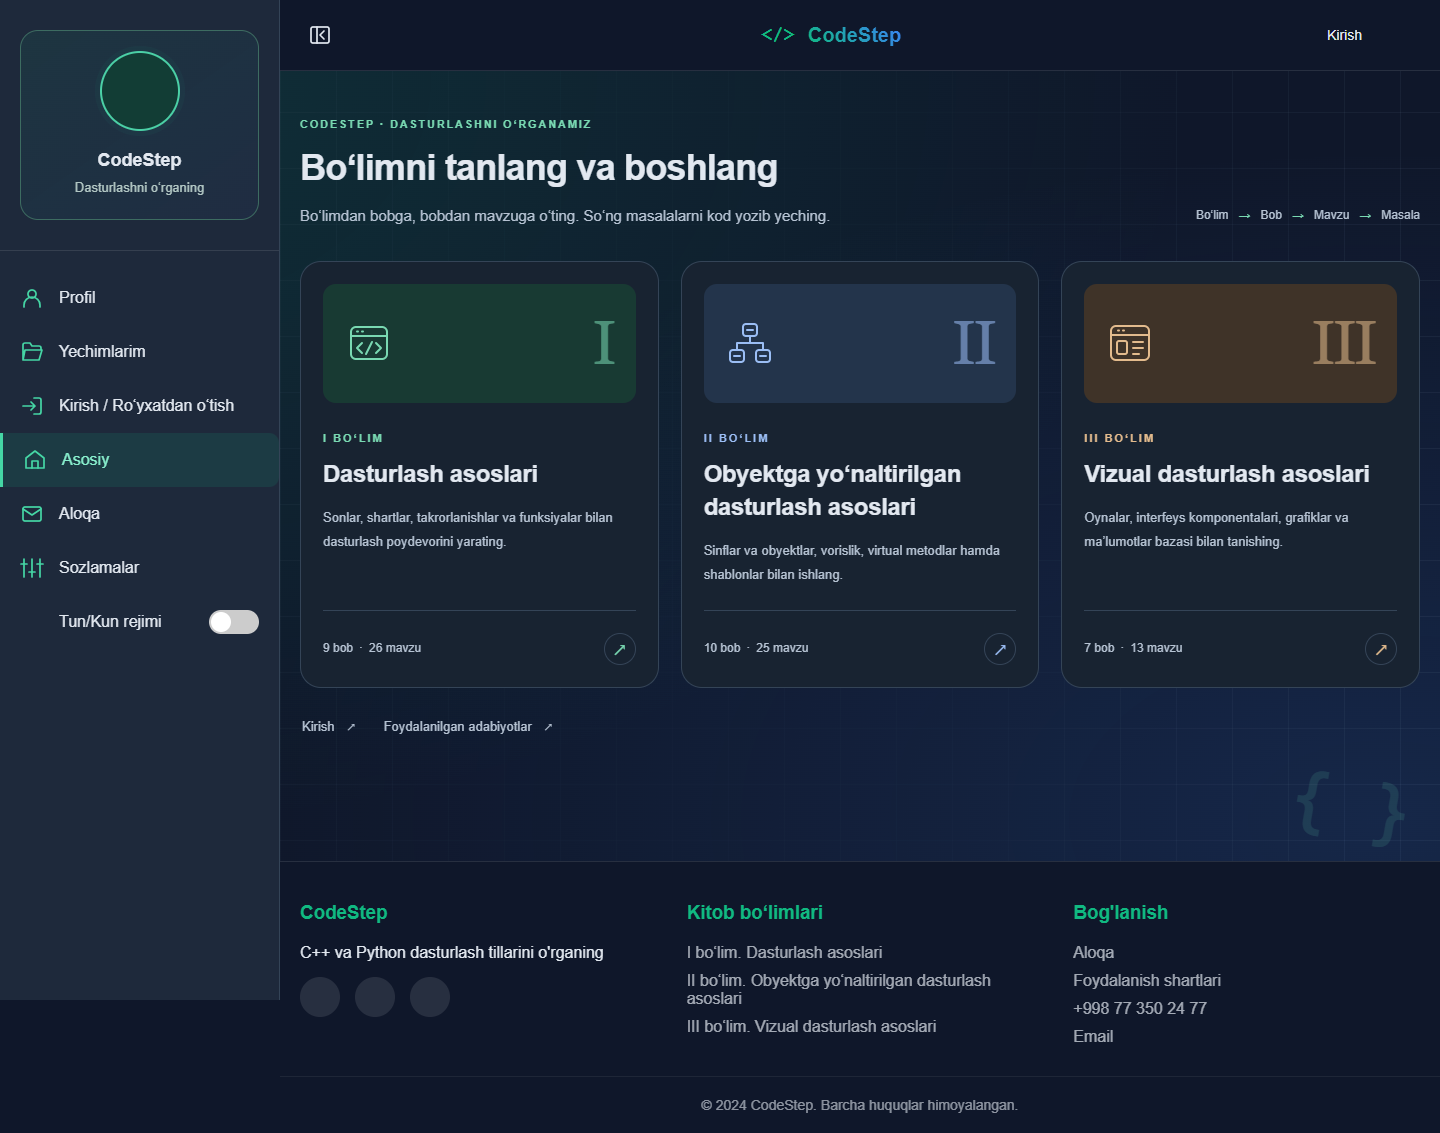 CodeStep
Dasturlashni o‘rganing
Profil
Yechimlarim
Kirish / Ro‘yxatdan o‘tish
Asosiy
Aloqa
Sozlamalar
Tun/Kun rejimi
</> CodeStep
Kirish
CODESTEP · DASTURLASHNI O‘RGANAMIZ
Bo‘limni tanlang va boshlang
Bo‘limdan bobga, bobdan mavzuga o‘ting. So‘ng masalalarni kod yozib yeching.
Bo‘lim → Bob → Mavzu → Masala
I
I BO‘LIM
Dasturlash asoslari
Sonlar, shartlar, takrorlanishlar va funksiyalar bilan
dasturlash poydevorini yarating.
9 bob · 26 mavzu ↗
II
II BO‘LIM
Obyektga yo‘naltirilgan
dasturlash asoslari
Sinflar va obyektlar, vorislik, virtual metodlar hamda
shablonlar bilan ishlang.
10 bob · 25 mavzu ↗
III
III BO‘LIM
Vizual dasturlash asoslari
Oynalar, interfeys komponentalari, grafiklar va
ma’lumotlar bazasi bilan tanishing.
7 bob · 13 mavzu ↗
Kirish ↗ Foydalanilgan adabiyotlar ↗
{ }
CodeStep
C++ va Python dasturlash tillarini o'rganing
Kitob bo‘limlari
I bo‘lim. Dasturlash asoslari
II bo‘lim. Obyektga yo‘naltirilgan dasturlash
asoslari
III bo‘lim. Vizual dasturlash asoslari
Bog'lanish
Aloqa
Foydalanish shartlari
+998 77 350 24 77
Email
© 2024 CodeStep. Barcha huquqlar himoyalangan.